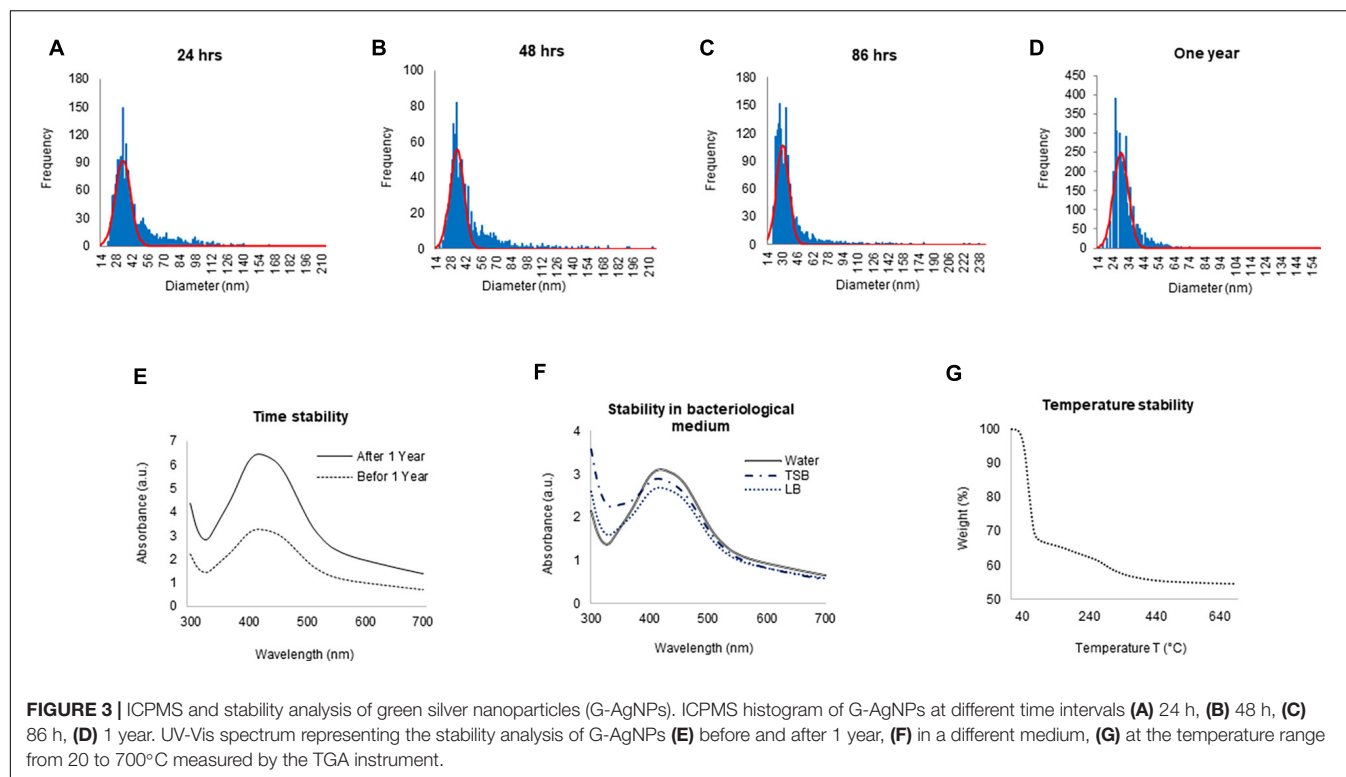 A
24 hrs
180
150
120
90
60
30
0
Frequency
14 28 42 56 70 84 98 112 126 140 154 168 182 196 210
Diameter (nm)
B
48 hrs
100
80
60
40
20
0
Frequency
14 28 42 56 70 84 98 112 126 140 154 168 182 196 210
Diameter (nm)
C
86 hrs
180
150
120
90
60
30
0
Frequency
14 30 46 62 78 94 110 126 142 158 174 190 206 222 238
Diameter (nm)
D
One year
450
400
350
300
250
200
150
100
50
0
Frequency
14 24 34 44 54 64 74 84 94 104 114 124 134 144 154
Diameter (nm)
E
Time stability
7
6
5
4
3
2
1
0
Absorbance (a.u.)
After 1 Year
Befor 1 Year
300 400 500 600 700
Wavelength (nm)
F
Stability in bacteriological
medium
4
3
2
1
0
Absorbance (a.u.)
Water
TSB
LB
300 400 500 600 700
Wavelength (nm)
G
Temperature stability
100
90
80
70
60
50
Weight (%)
40 240 440 640
Temperature T (°C)
FIGURE 3 | ICPMS and stability analysis of green silver nanoparticles (G-AgNPs). ICPMS histogram of G-AgNPs at different time intervals (A) 24 h, (B) 48 h, (C)
86 h, (D) 1 year. UV-Vis spectrum representing the stability analysis of G-AgNPs (E) before and after 1 year, (F) in a different medium, (G) at the temperature range
from 20 to 700°C measured by the TGA instrument.